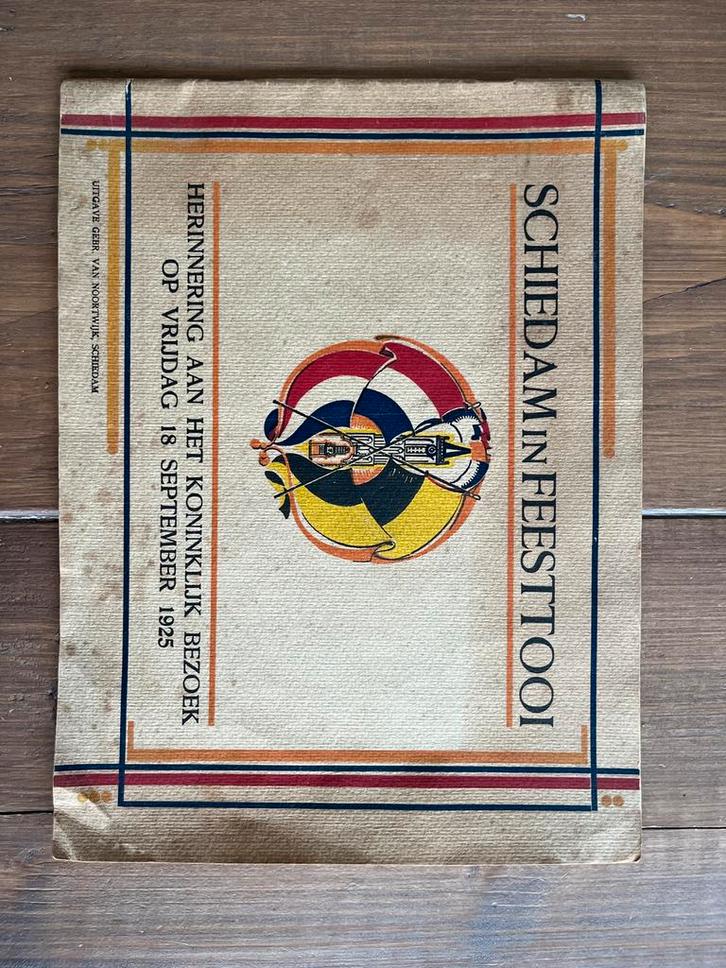 SCHIEDAM IN FEESTTOOI
HERINNERING AAN HET KONINKLIJK BEZOEK
OP VRIJDAG 18 SEPTEMBER 1925
UITGAVE GEBR. VAN NOORTWIJK, SCHIEDAM